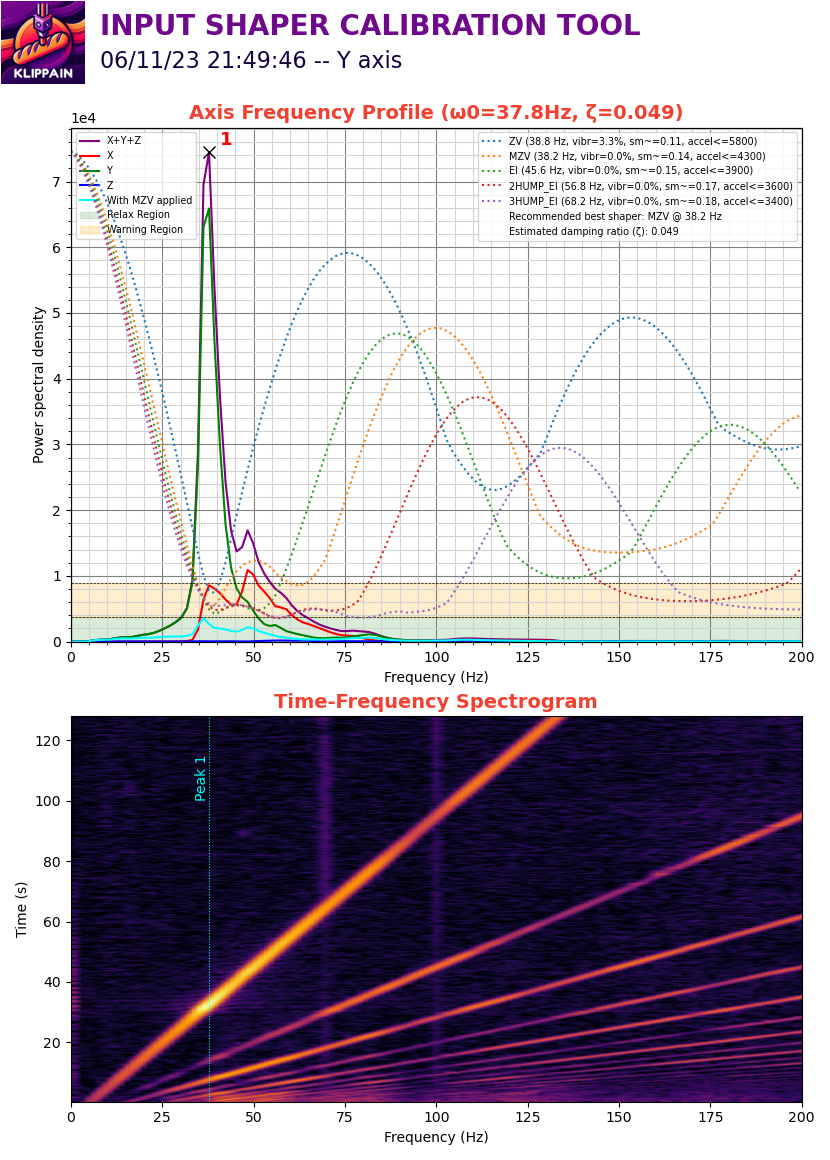 INPUT SHAPER CALIBRATION TOOL
06/11/23 21:49:46 -- Y axis
KLIPPAIN
Axis Frequency Profile (ω0=37.8Hz, ζ=0.049)
1e4
1
X+Y+Z
X
Y
Z
With MZV applied
Relax Region
Warning Region
ZV (38.8 Hz, vibr=3.3%, sm~=0.11, accel<=5800)
MZV (38.2 Hz, vibr=0.0%, sm~=0.14, accel<=4300)
EI (45.6 Hz, vibr=0.0%, sm~=0.15, accel<=3900)
2HUMP_EI (56.8 Hz, vibr=0.0%, sm~=0.17, accel<=3600)
3HUMP_EI (68.2 Hz, vibr=0.0%, sm~=0.18, accel<=3400)
Recommended best shaper: MZV @ 38.2 Hz
Estimated damping ratio (ζ): 0.049
Power spectral density
7
6
5
4
3
2
1
0
0 25 50 75 100 125 150 175 200
Frequency (Hz)
Time-Frequency Spectrogram
Peak 1
Time (s)
120
100
80
60
40
20
0 25 50 75 100 125 150 175 200
Frequency (Hz)